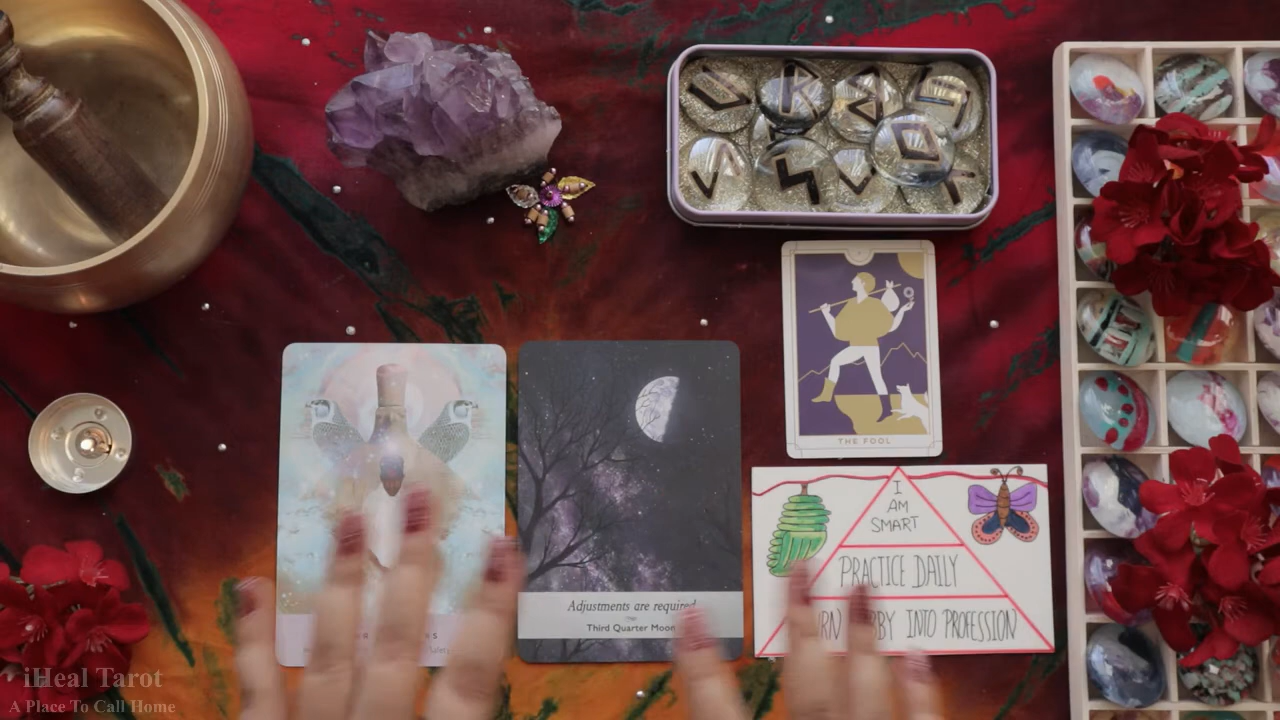 THE FOOL
I
AM
SMART
PRACTICE DAILY
INTO PROFESSION
Adjustments are required
Third Quarter Moon
iHeal Tarot
A Place To Call Home